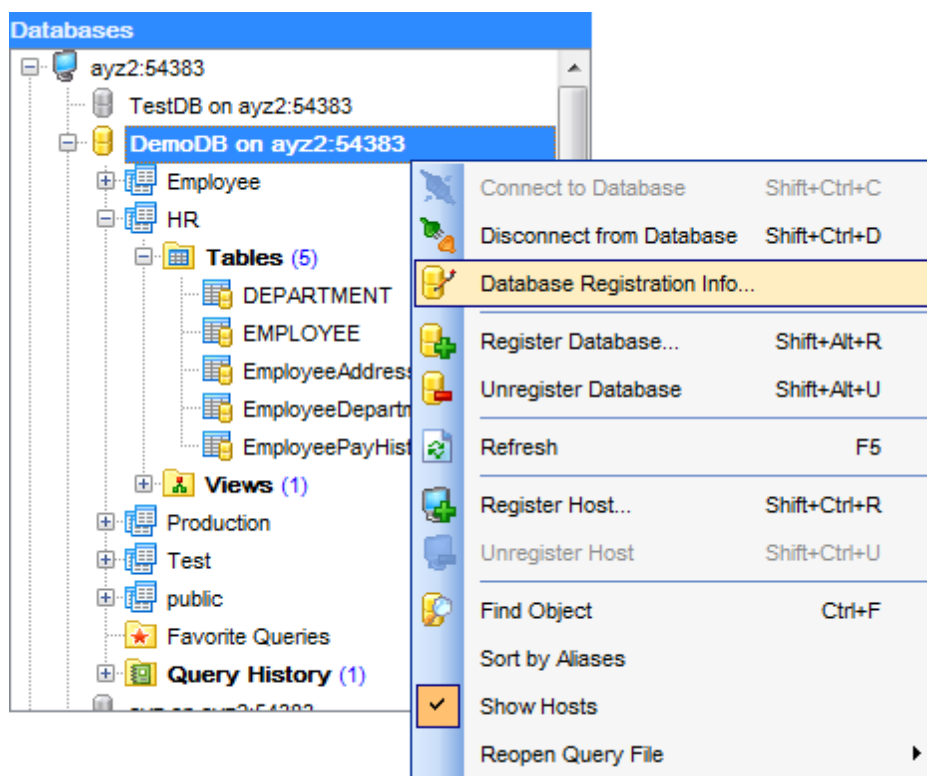 Databases
ayz2:54383
TestDB on ayz2:54383
DemoDB on ayz2:54383
Employee
HR
Tables (5)
DEPARTMENT
EMPLOYEE
EmployeeAddress
EmployeeDepartm
EmployeePayHist
Views (1)
Production
Test
public
Favorite Queries
Query History (1)
Connect to Database Shift+Ctrl+C
Disconnect from Database Shift+Ctrl+D
Database Registration Info...
Register Database... Shift+Alt+R
Unregister Database Shift+Alt+U
Refresh F5
Register Host... Shift+Ctrl+R
Unregister Host Shift+Ctrl+U
Find Object Ctrl+F
Sort by Aliases
Show Hosts
Reopen Query File